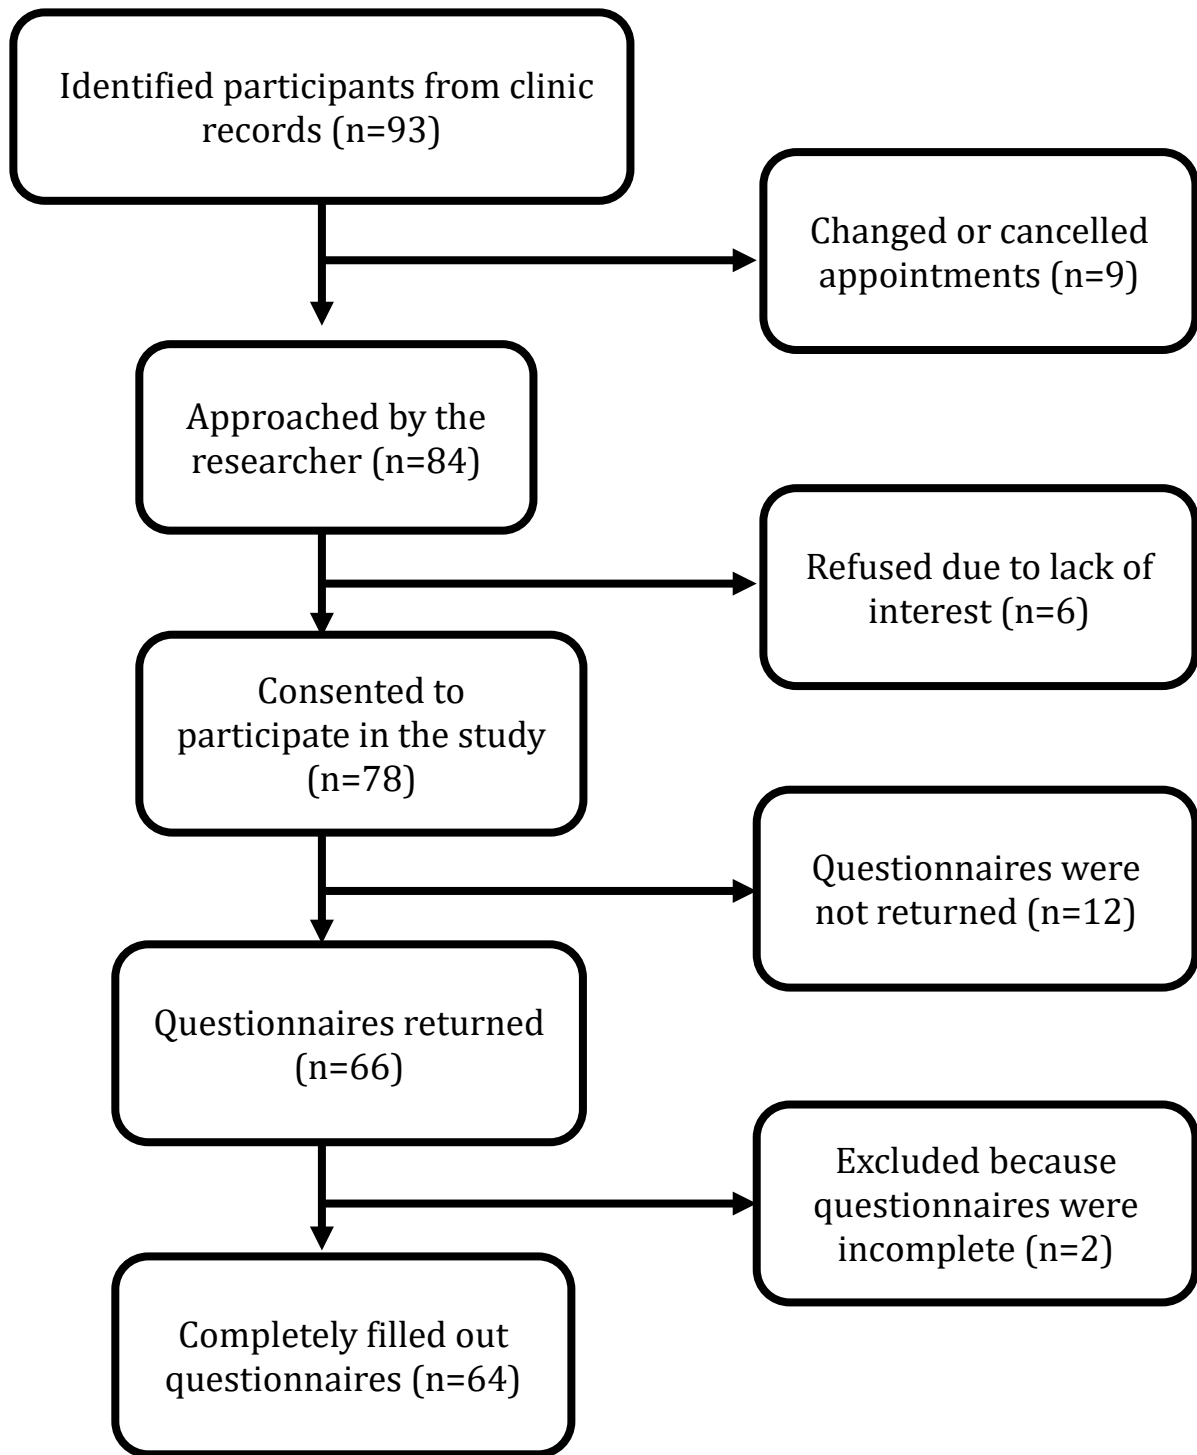 Identified participants from clinic
records (n=93)
Changed or cancelled
appointments (n=9)
Approached by the
researcher (n=84)
Refused due to lack of
interest (n=6)
Consented to
participate in the study
(n=78)
Questionnaires were
not returned (n=12)
Questionnaires returned
(n=66)
Excluded because
questionnaires were
incomplete (n=2)
Completely filled out
questionnaires (n=64)